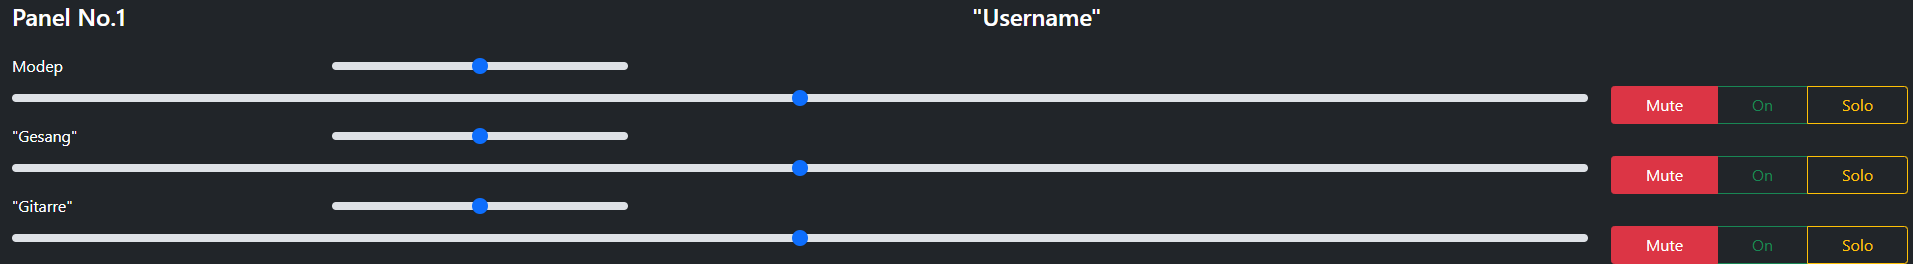 Panel No.1 "Username"
Modep
Mute On Solo
"Gesang"
Mute On Solo
"Gitarre"
Mute On Solo